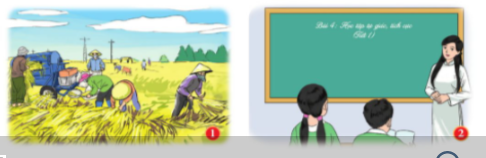 Bài 4: Học tập tự giác, tích cực
(Tiết 1)
1
2